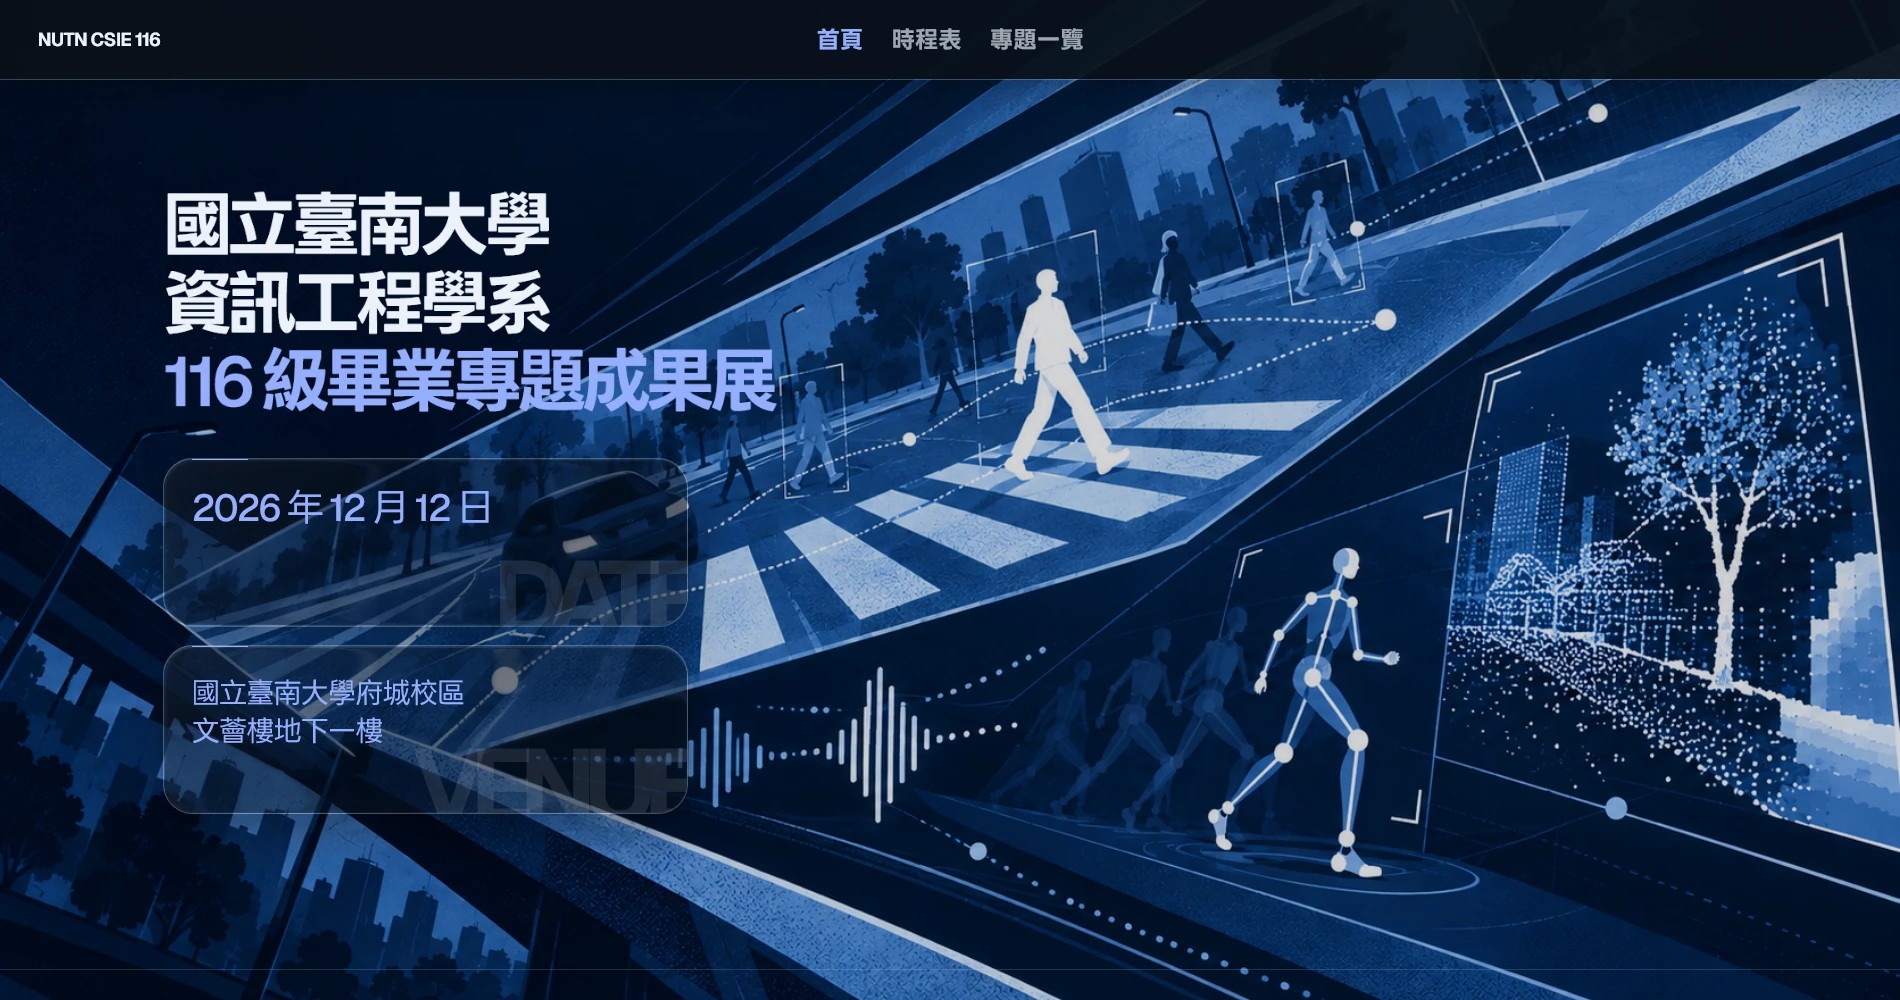 NUTN CSIE 116
首頁 時程表 專題一覽
國立臺南大學
資訊工程學系
116 級畢業專題成果展
2026 年 12 月 12 日
DATE
國立臺南大學府城校區
文薈樓地下一樓
VENUE